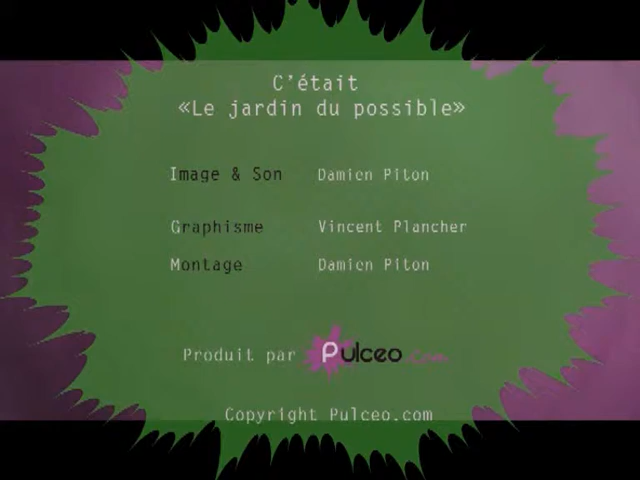 C'était
«Le jardin du possible»
Image & Son Damien Piton
Graphisme Vincent Plancher
Montage Damien Piton
Produit par Pulceo.com
Copyright Pulceo.com